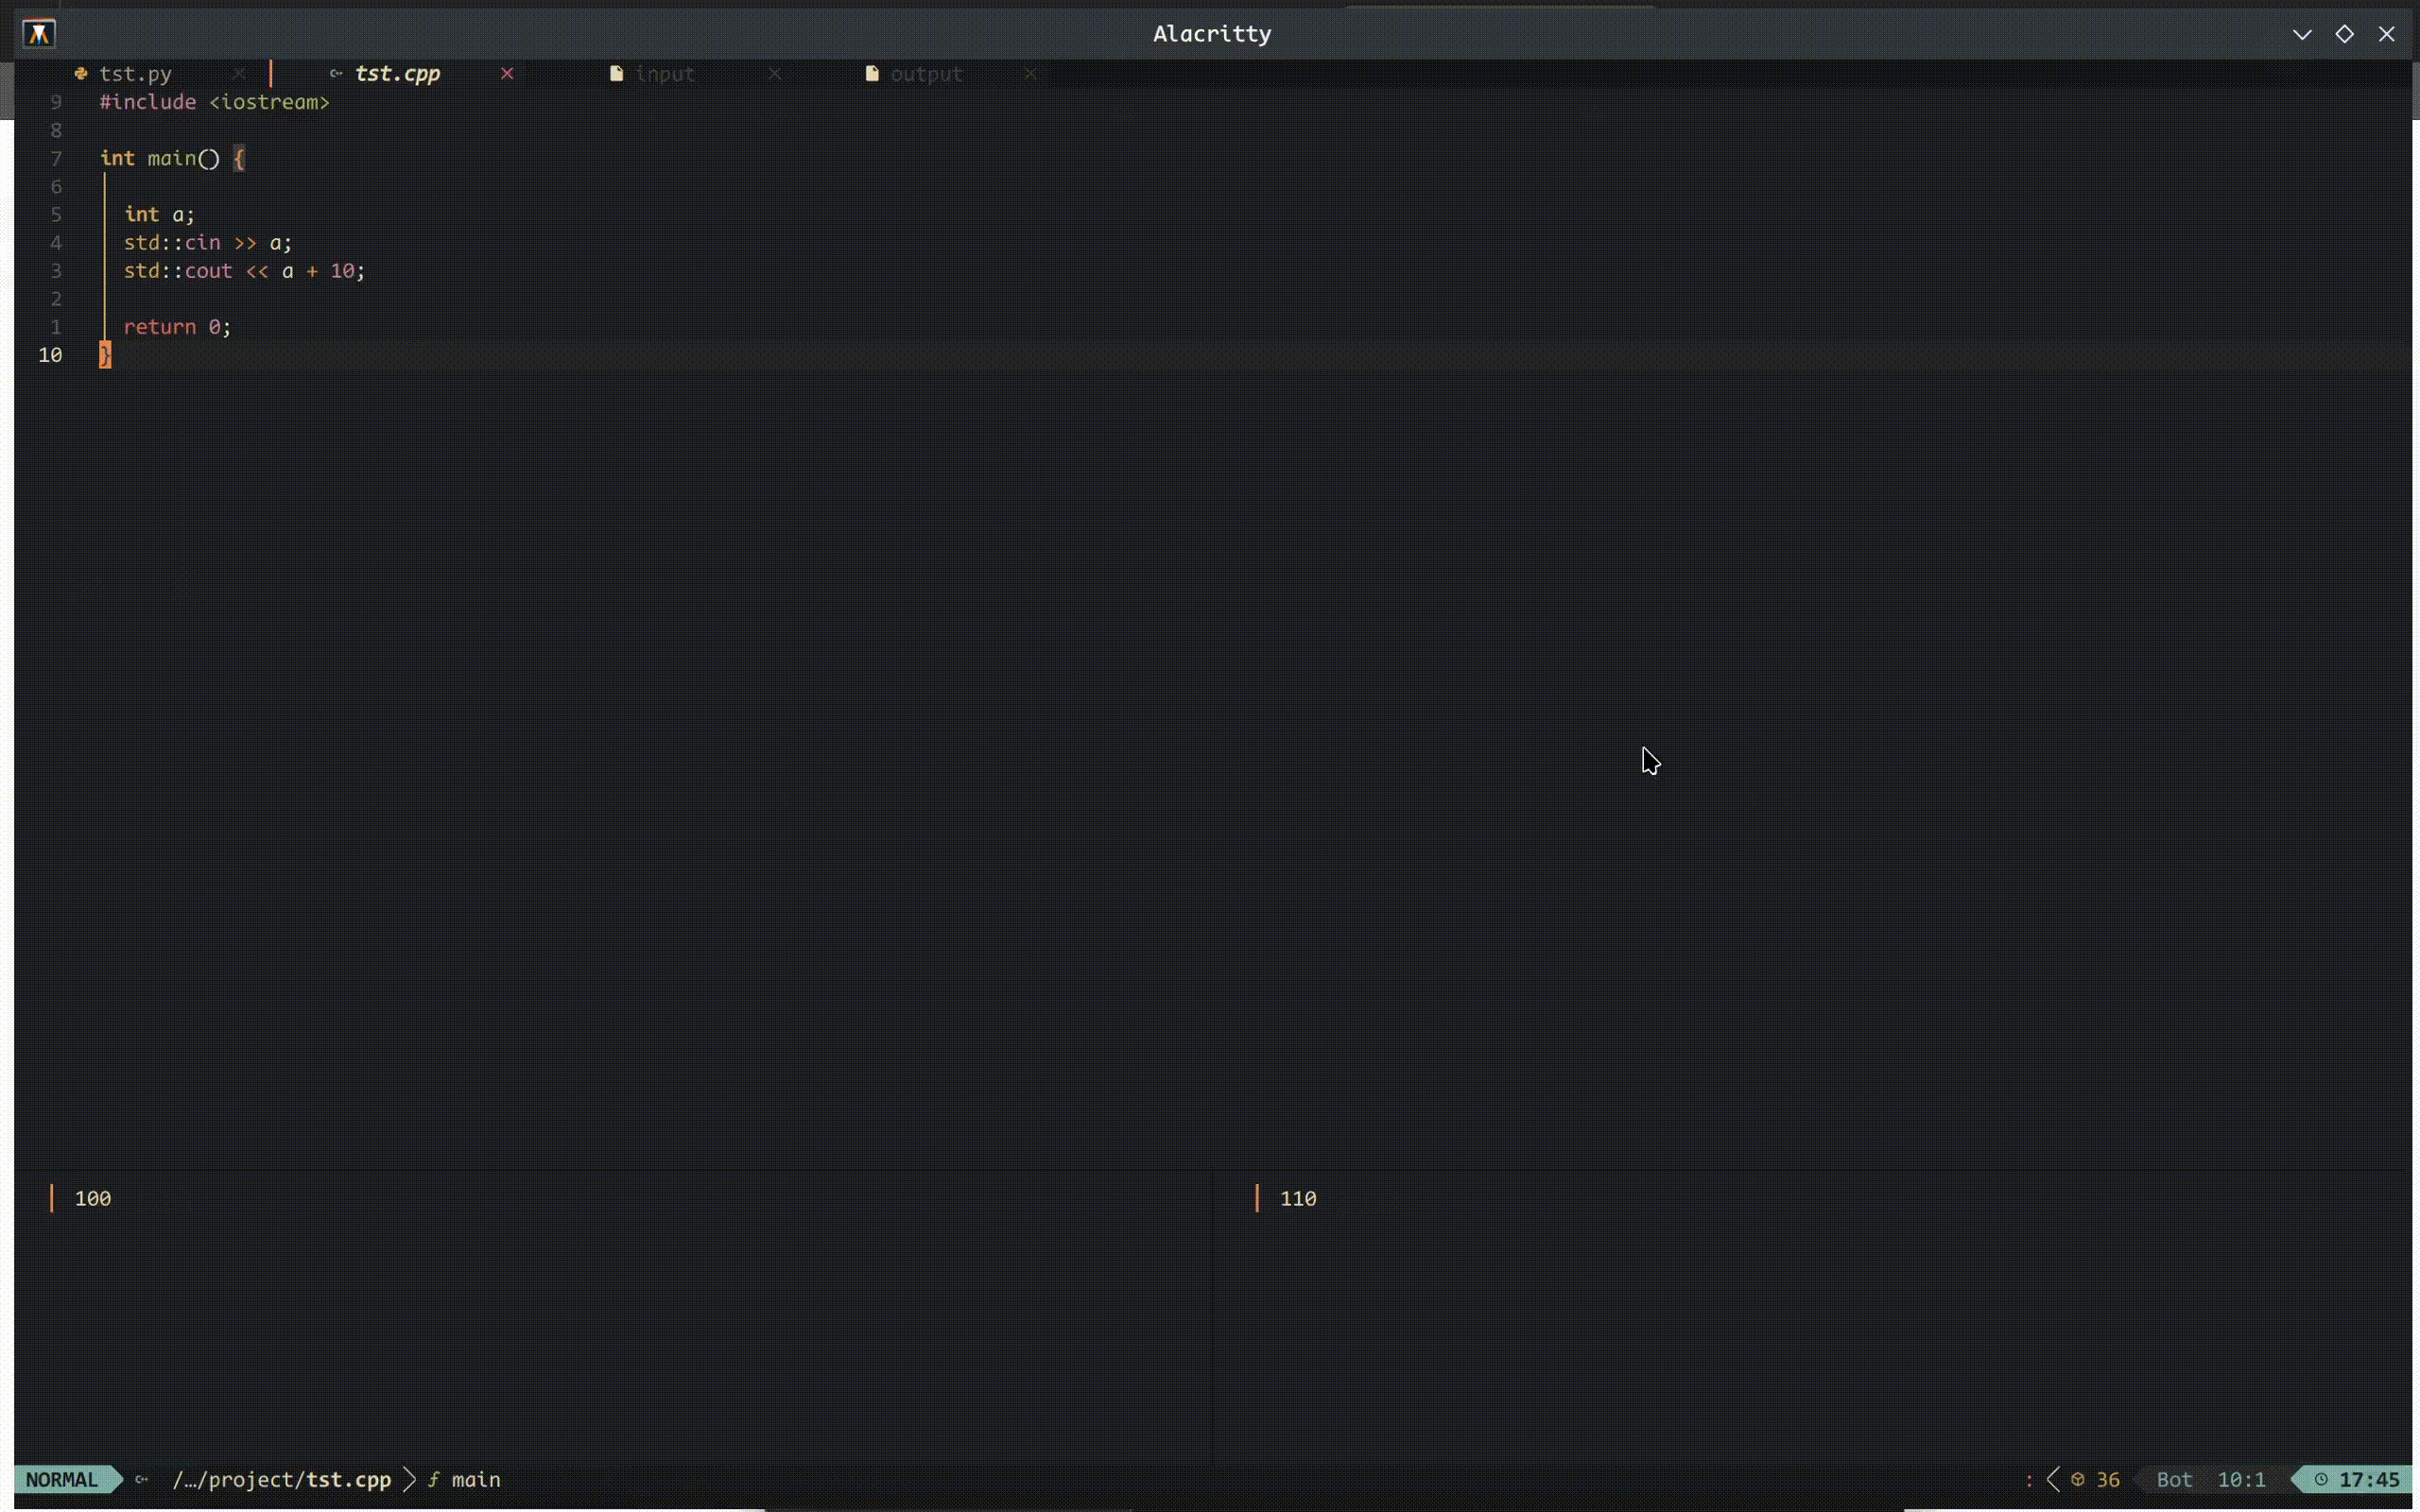 Alacritty
tst.py tst.cpp input output
9 #include <iostream>
8
7 int main() {
6
5 int a;
4 std::cin >> a;
3 std::cout << a + 10;
2
1 return 0;
10 }
100 110
NORMAL /…/project/tst.cpp f main : 36 Bot 10:1 17:45